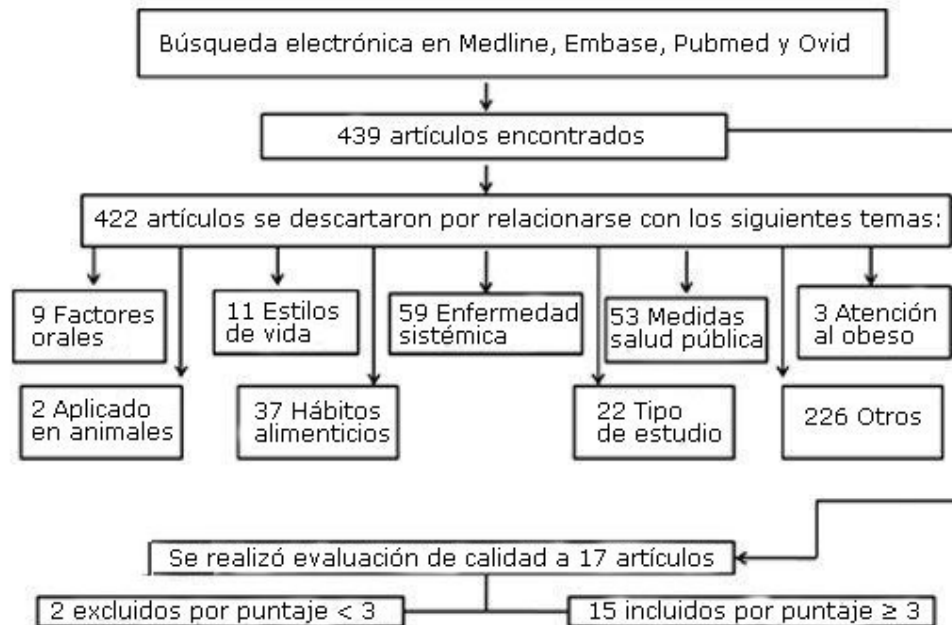 Búsqueda electrónica en Medline, Embase, Pubmed y Ovid
439 artículos encontrados
422 artículos se descartaron por relacionarse con los siguientes temas:
9 Factores
orales
11 Estilos
de vida
59 Enfermedad
sistémica
53 Medidas
salud pública
3 Atención
al obeso
2 Aplicado
en animales
37 Hábitos
alimenticios
22 Tipo
de estudio
226 Otros
Se realizó evaluación de calidad a 17 artículos
2 excluidos por puntaje < 3
15 incluidos por puntaje ≥ 3